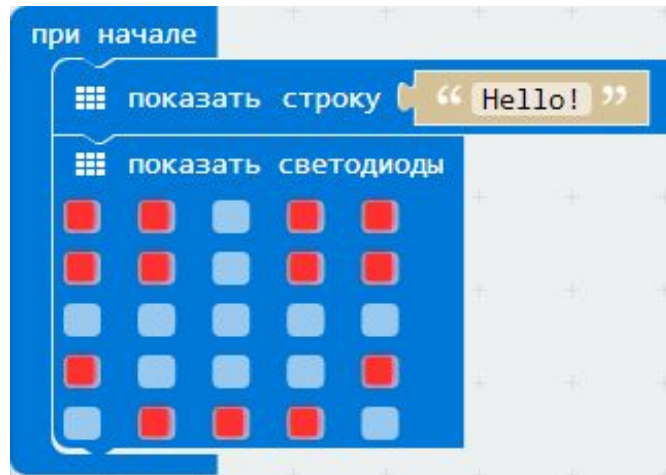 при начале
показать строку “ Hello! ”
показать светодиоды